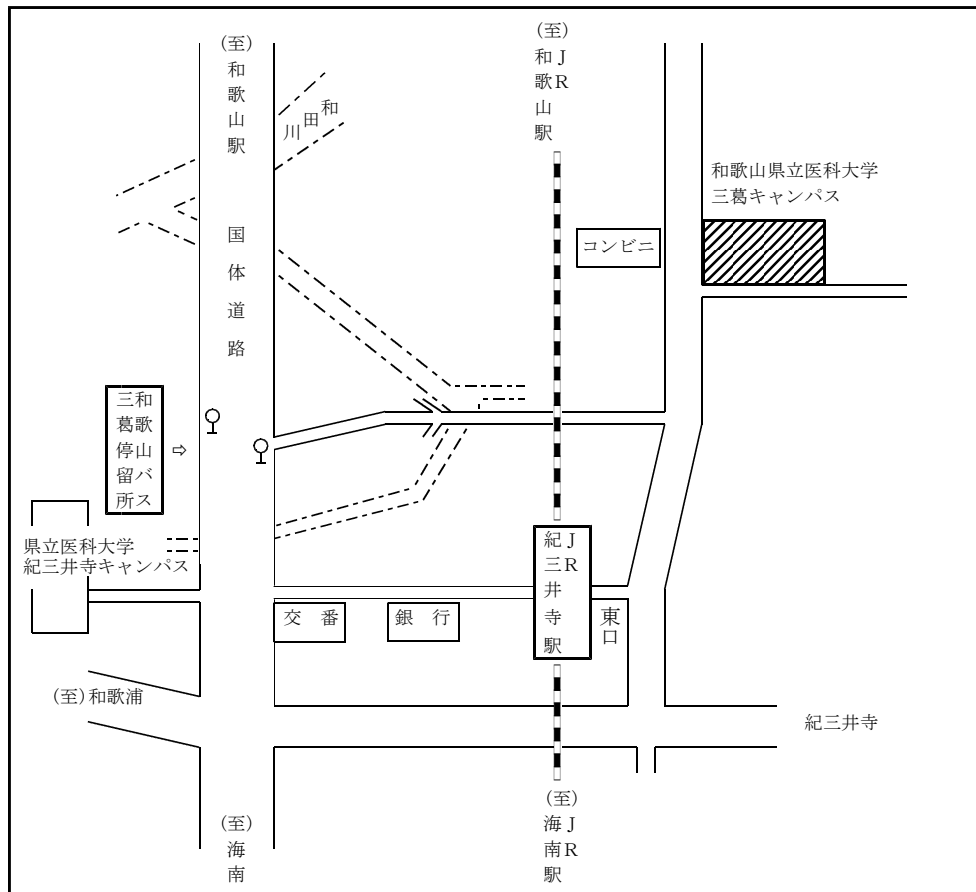 (至)和歌山駅
(至)JR和歌山駅
和田川
和歌山県立医科大学
三葛キャンパス
国体道路
コンビニ
和歌山バス
三葛停留所
⇨
県立医科大学
紀三井寺キャンパス
JR
紀三井寺駅
東口
交番
銀行
(至)和歌浦
紀三井寺
(至)海南
(至)JR海南駅